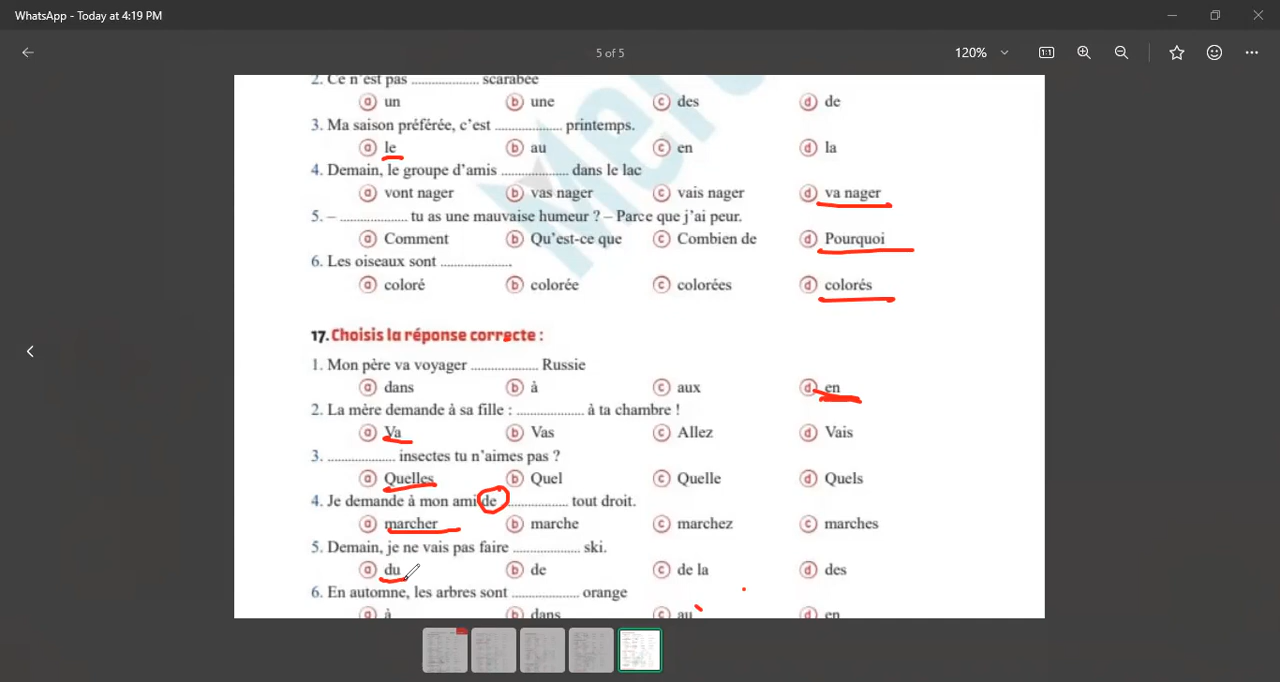 WhatsApp - Today at 4:19 PM
5 of 5
120%
1:1
2. Ce n'est pas .................... scarabée
a un b une c des d de
3. Ma saison préférée, c'est .................... printemps.
a le b au c en d la
4. Demain, le groupe d'amis .................... dans le lac
a vont nager b vas nager c vais nager d va nager
5. – .................... tu as une mauvaise humeur ? – Parce que j'ai peur.
a Comment b Qu'est-ce que c Combien de d Pourquoi
6. Les oiseaux sont .....................
a coloré b colorée c colorées d colorés
17. Choisis la réponse correcte :
1. Mon père va voyager .................... Russie
a dans b à c aux d en
2. La mère demande à sa fille : .................... à ta chambre !
a Va b Vas c Allez d Vais
3. .................... insectes tu n'aimes pas ?
a Quelles b Quel c Quelle d Quels
4. Je demande à mon ami de .................... tout droit.
a marcher b marche c marchez c marches
5. Demain, je ne vais pas faire .................... ski.
a du b de c de la d des
6. En automne, les arbres sont .................... orange
a à b dans c au d en